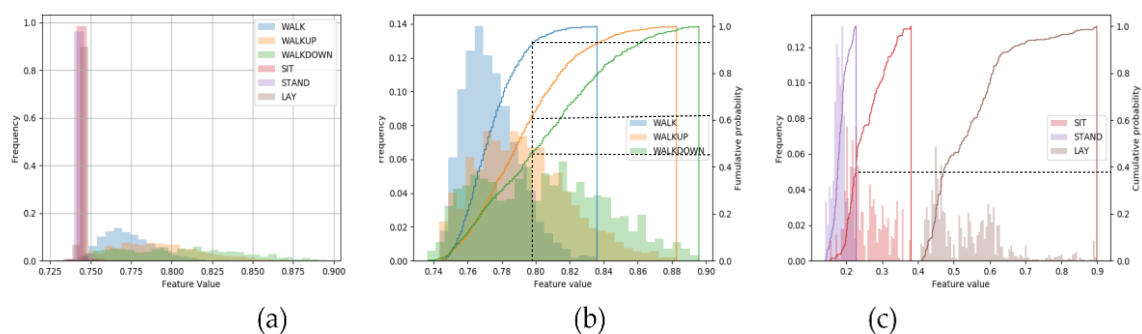 1.0
0.8
0.6
0.4
0.2
0.0
Frequency
WALK
WALKUP
WALKDOWN
SIT
STAND
LAY
0.725 0.750 0.775 0.800 0.825 0.850 0.875 0.900
Feature Value
(a)
0.14
0.12
0.10
0.08
0.06
0.04
0.02
0.00
Frequency
WALK
WALKUP
WALKDOWN
1.0
0.8
0.6
0.4
0.2
0.0
Fumulative probability
0.74 0.76 0.78 0.80 0.82 0.84 0.86 0.88 0.90
Feature value
(b)
0.12
0.10
0.08
0.06
0.04
0.02
0.00
Frequency
SIT
STAND
LAY
1.0
0.8
0.6
0.4
0.2
0.0
Cumulative probability
0.2 0.3 0.4 0.5 0.6 0.7 0.8 0.9
Feature value
(c)